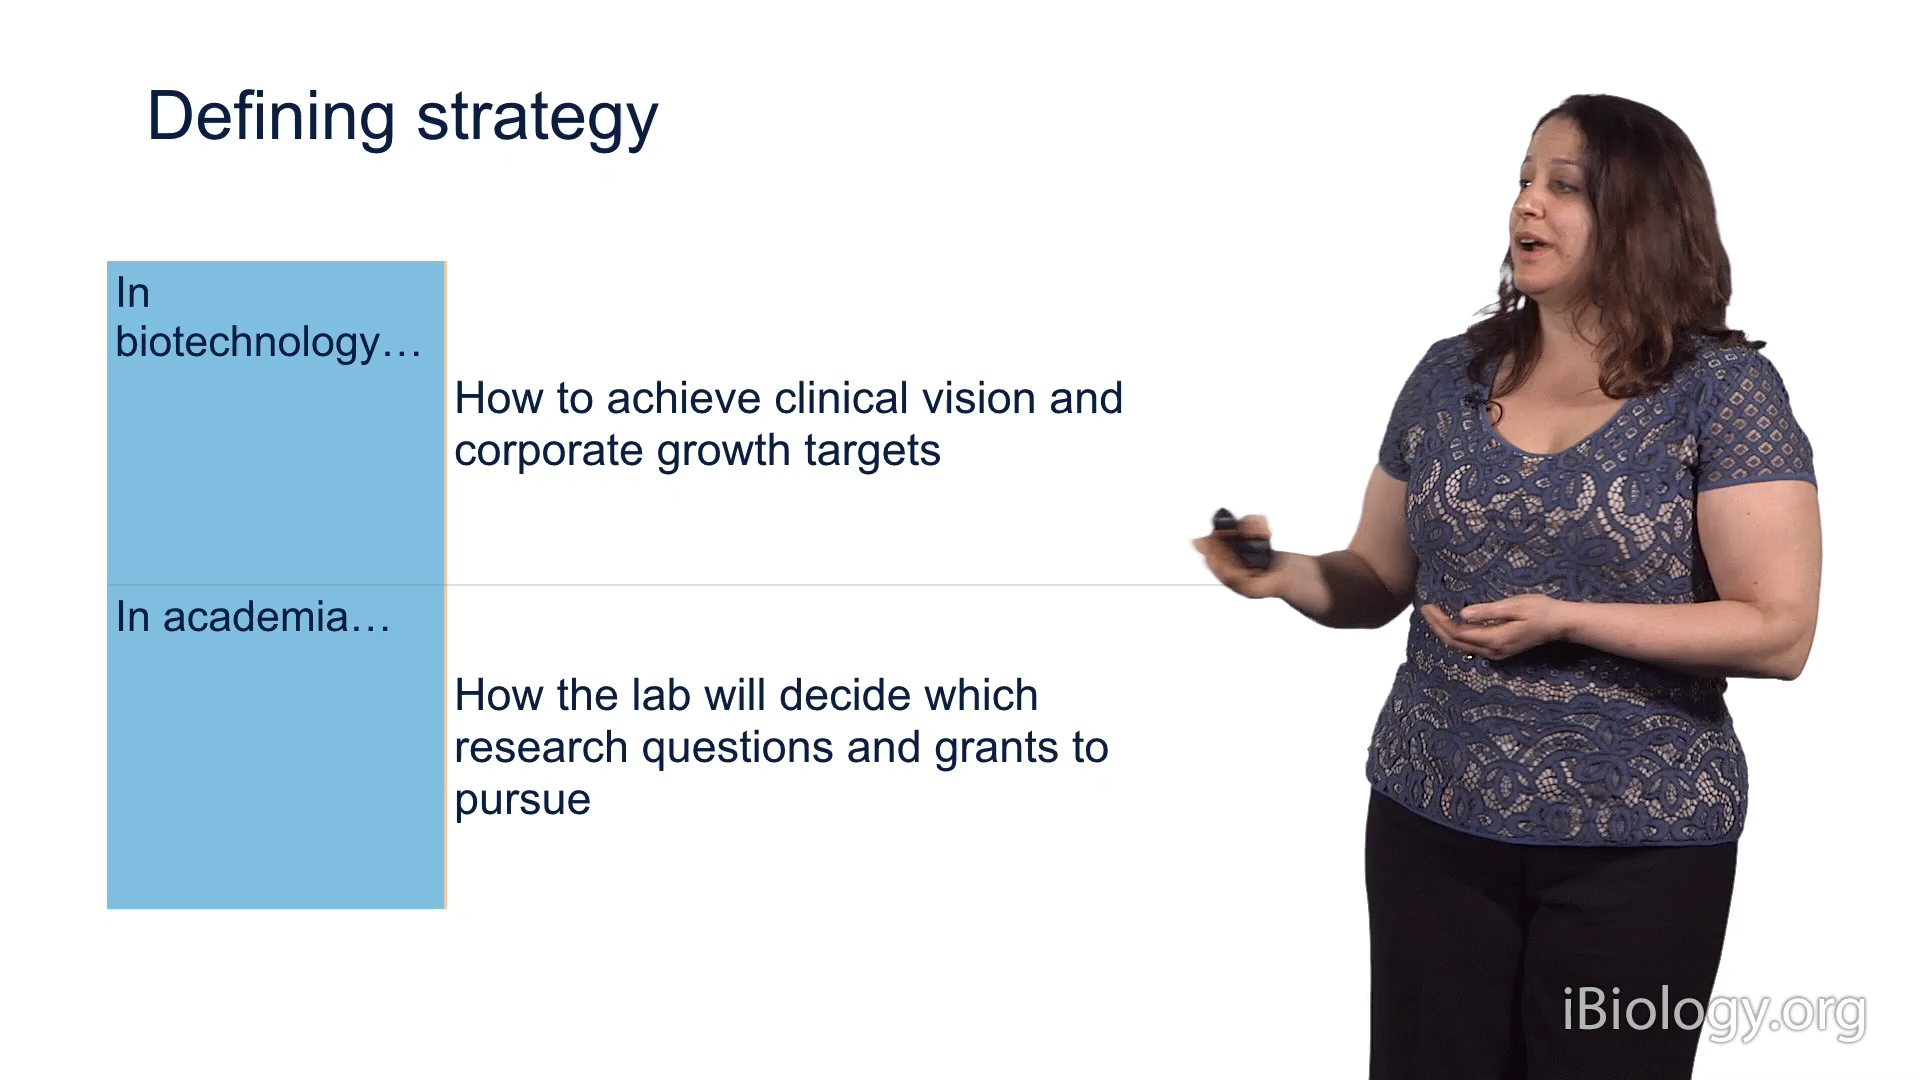 Defining strategy
In
biotechnology…
How to achieve clinical vision and
corporate growth targets
In academia…
How the lab will decide which
research questions and grants to
pursue
iBiology.org